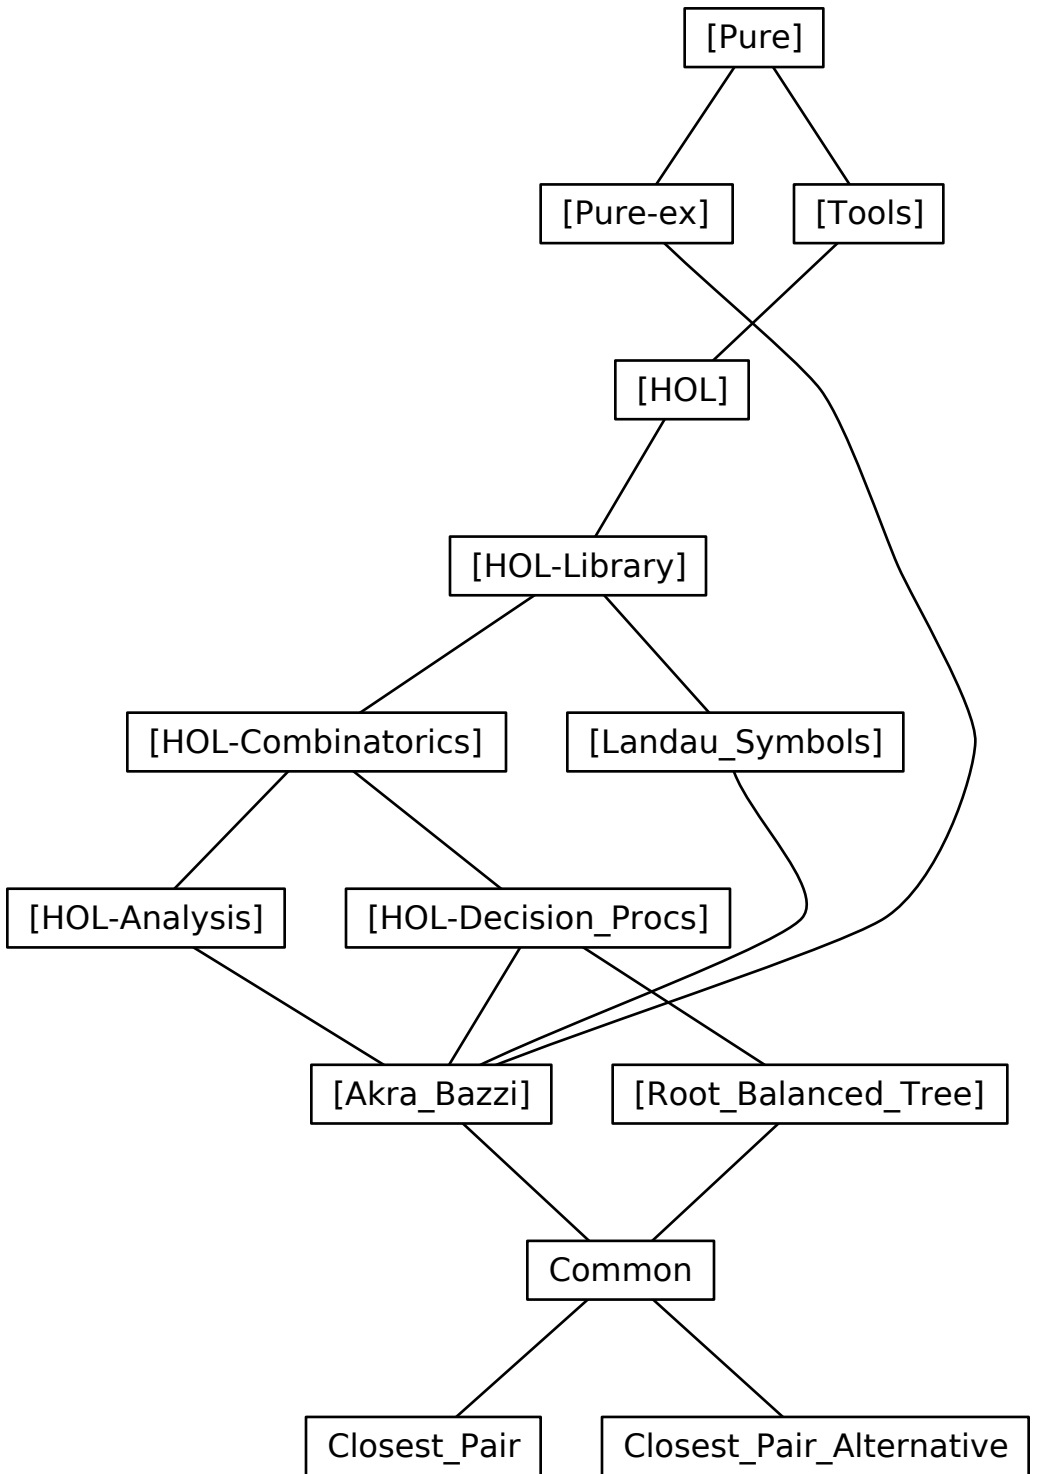 [Pure]
[Pure-ex]
[Tools]
[HOL]
[HOL-Library]
[HOL-Combinatorics]
[Landau_Symbols]
[HOL-Analysis]
[HOL-Decision_Procs]
[Akra_Bazzi]
[Root_Balanced_Tree]
Common
Closest_Pair
Closest_Pair_Alternative